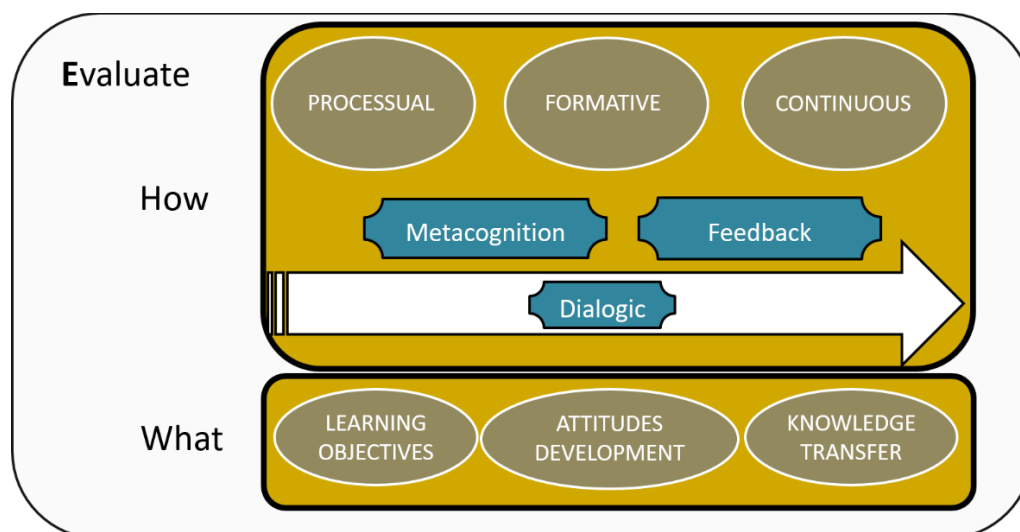 Evaluate
PROCESSUAL
FORMATIVE
CONTINUOUS
How
Metacognition
Feedback
Dialogic
What
LEARNING
OBJECTIVES
ATTITUDES
DEVELOPMENT
KNOWLEDGE
TRANSFER